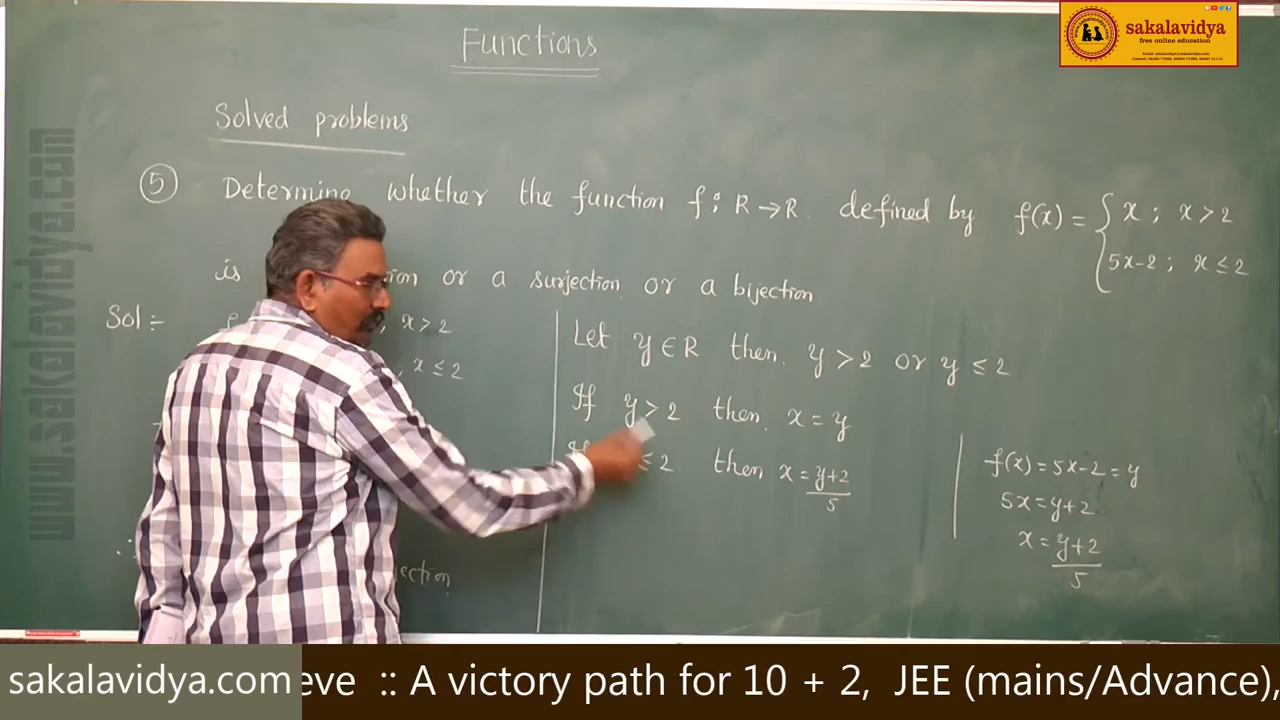 Functions
sakalavidya
free online education
Solved problems
⑤ Determine whether the function f : R → R defined by f(x) = { x ; x > 2
5x-2 ; x ≤ 2
is or a surjection or a bijection
Sol :- , x > 2
, x ≤ 2
ection
Let y ∈ R then. y > 2 or y ≤ 2
If y > 2 then. x = y
If ≤ 2 then x = y+2/5
f(x) = 5x-2 = y
5x = y+2
x = y+2/5
www.sakalavidya.com
sakalavidya.com eve :: A victory path for 10 + 2, JEE (mains/Advance),